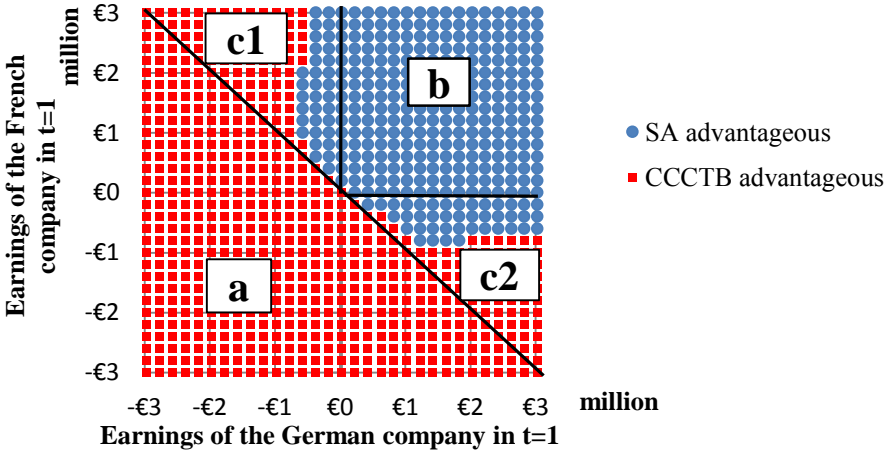 Earnings of the French
company in t=1
million
€3
€2
€1
€0
-€1
-€2
-€3
c1
b
a
c2
SA advantageous
CCCTB advantageous
-€3 -€2 -€1 €0 €1 €2 €3 million
Earnings of the German company in t=1